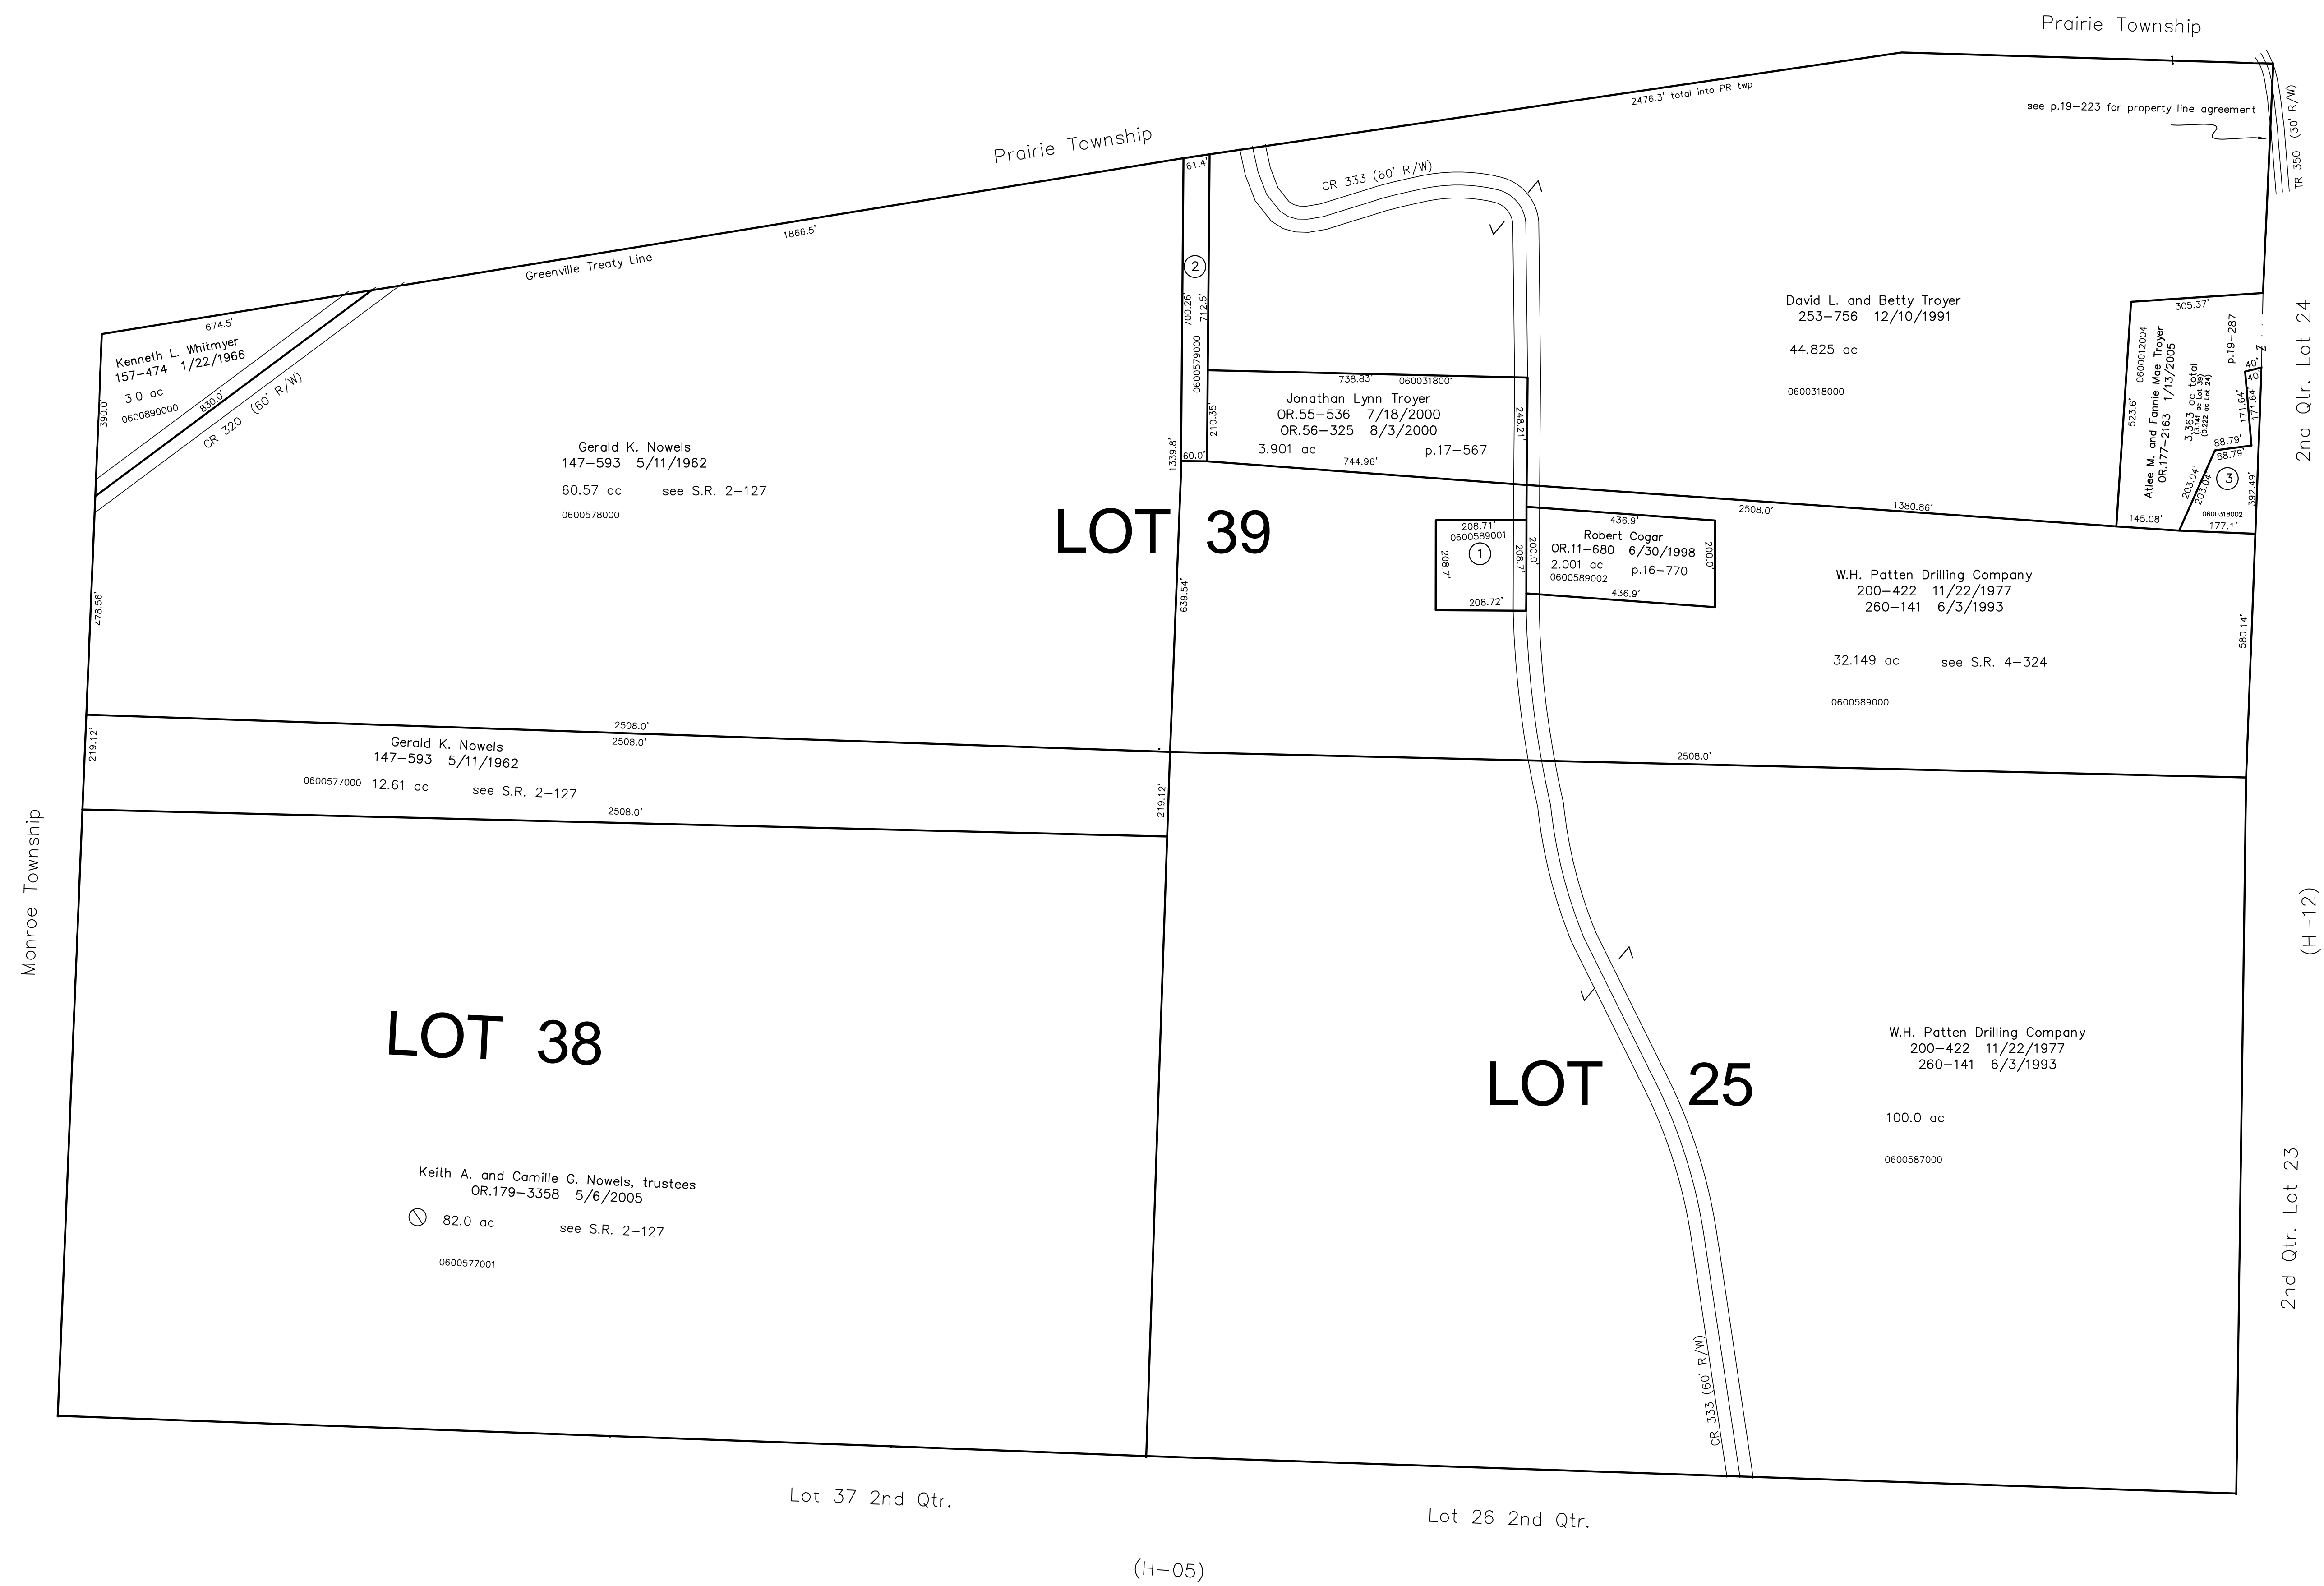 Prairie Township
2476.3' total into PR twp
see p.19-223 for property line agreement
TR 350 (30' R/W)
Prairie Township
61.4'
CR 333 (60' R/W)
1866.5'
Greenville Treaty Line
674.5'
Kenneth L. Whitmyer
157-474 1/22/1966
3.0 ac
0600890000
390.0'
830.0'
CR 320 (60' R/W)
2
700.26'
712.5'
0600579000
210.35'
1339.8'
60.0'
David L. and Betty Troyer
253-756 12/10/1991
44.825 ac
0600318000
305.37'
0600012004
Atlee M. and Fannie Mae Troyer
OR.177-2163 1/13/2005
3.363 ac total
(3.141 ac Lot 39)
(0.222 ac Lot 24)
p.19-287
523.6'
40'
40'
171.64'
171.64'
88.79'
88.79'
203.04'
203.04'
3
392.49'
0600318002
145.08'
177.1'
2nd Qtr. Lot 24
738.83' 0600318001
Jonathan Lynn Troyer
OR.55-536 7/18/2000
OR.56-325 8/3/2000
3.901 ac p.17-567
248.21'
744.96'
Gerald K. Nowels
147-593 5/11/1962
60.57 ac see S.R. 2-127
0600578000
LOT 39
2508.0'
1380.86'
208.71'
0600589001
1
208.7'
208.7'
208.72'
436.9'
200.0'
Robert Cogar
OR.11-680 6/30/1998
2.001 ac p.16-770
0600589002
200.0'
436.9'
W.H. Patten Drilling Company
200-422 11/22/1977
260-141 6/3/1993
32.149 ac see S.R. 4-324
0600589000
580.14'
478.56'
639.54'
2508.0'
2508.0'
219.12'
Gerald K. Nowels
147-593 5/11/1962
0600577000 12.61 ac see S.R. 2-127
2508.0'
219.12'
2508.0'
Monroe Township
(H-12)
LOT 38
LOT 25
W.H. Patten Drilling Company
200-422 11/22/1977
260-141 6/3/1993
100.0 ac
0600587000
Keith A. and Camille G. Nowels, trustees
OR.179-3358 5/6/2005
82.0 ac see S.R. 2-127
0600577001
2nd Qtr. Lot 23
CR 333 (60' R/W)
Lot 37 2nd Qtr.
Lot 26 2nd Qtr.
(H-05)